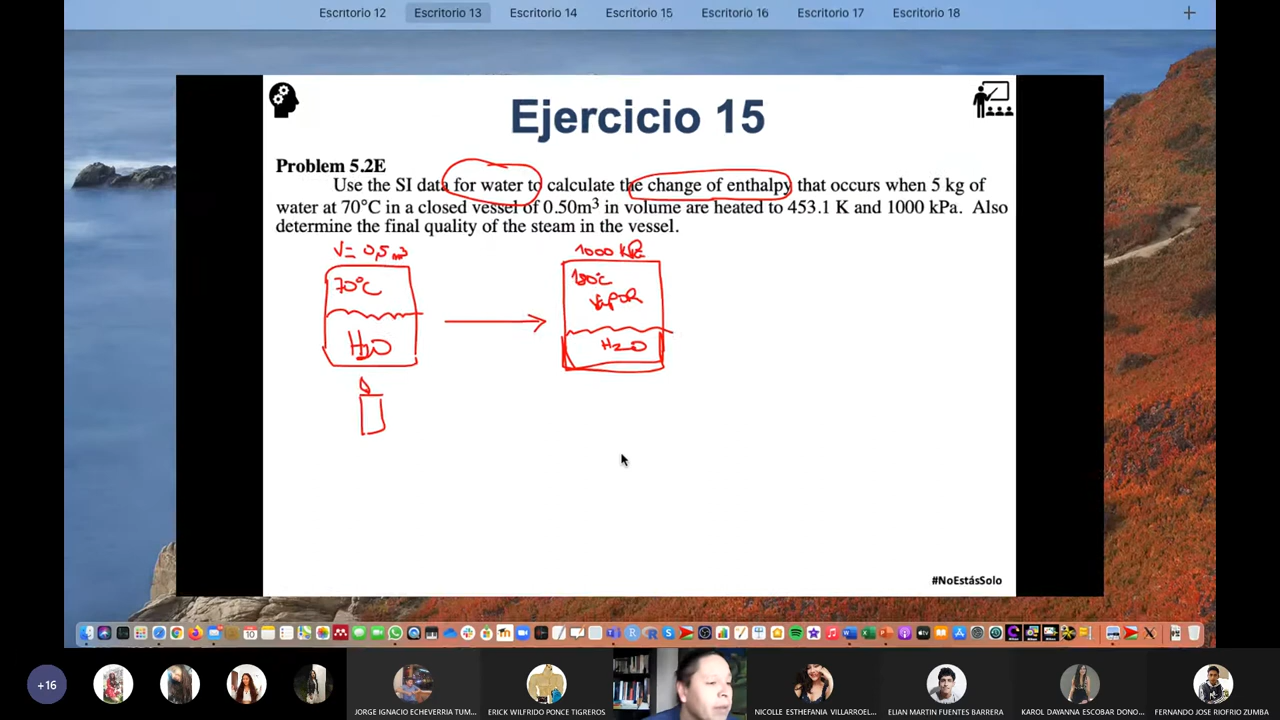 Escritorio 12
Escritorio 13
Escritorio 14
Escritorio 15
Escritorio 16
Escritorio 17
Escritorio 18
Ejercicio 15
Problem 5.2E
Use the SI data for water to calculate the change of enthalpy that occurs when 5 kg of
water at 70°C in a closed vessel of 0.50m³ in volume are heated to 453.1 K and 1000 kPa. Also
determine the final quality of the steam in the vessel.
V= 0,5 m³
1000 kPa
70°C
180°C
vapor
H2O
H2O
#NoEstásSolo
+16
JORGE IGNACIO ECHEVERRIA TUM...
ERICK WILFRIDO PONCE TIGREROS
NICOLLE ESTHEFANIA VILLARROEL...
ELIAN MARTIN FUENTES BARRERA
KAROL DAYANNA ESCOBAR DONO...
FERNANDO JOSE RIOFRIO ZUMBA